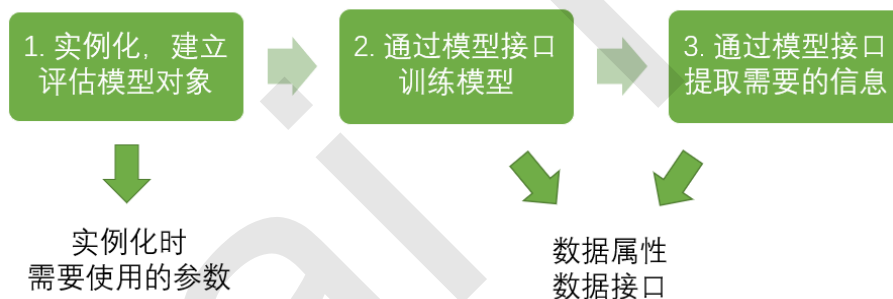 1. 实例化，建立
评估模型对象
2. 通过模型接口
训练模型
3. 通过模型接口
提取需要的信息
实例化时
需要使用的参数
数据属性
数据接口